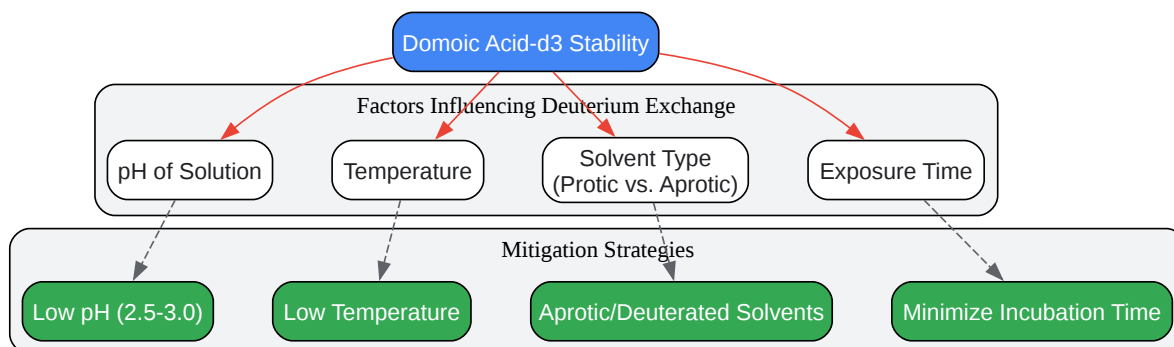 Domoic Acid-d3 Stability
Factors Influencing Deuterium Exchange
pH of Solution
Temperature
Solvent Type
(Protic vs. Aprotic)
Exposure Time
Mitigation Strategies
Low pH (2.5-3.0)
Low Temperature
Aprotic/Deuterated Solvents
Minimize Incubation Time